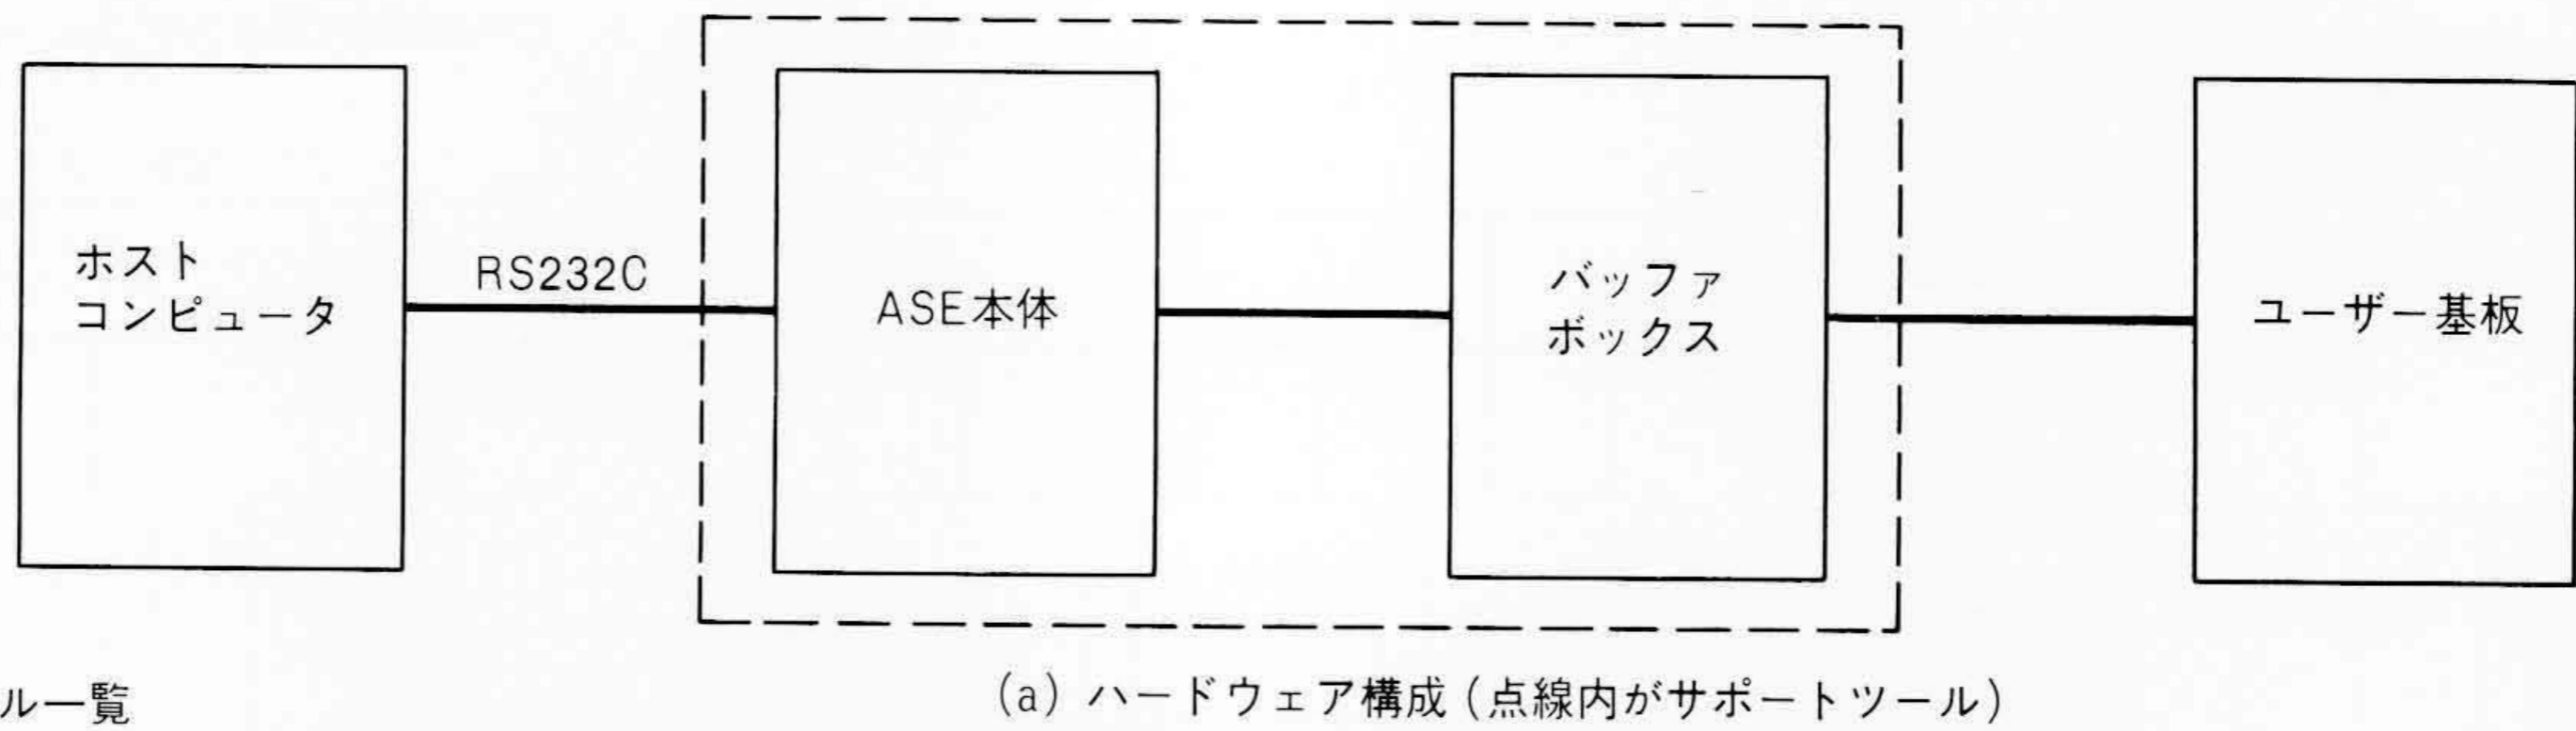 ホスト
コンピュータ
RS232C
ASE本体
バッファ
ボックス
ユーザー基板
ル一覧
(a) ハードウェア構成(点線内がサポートツール)